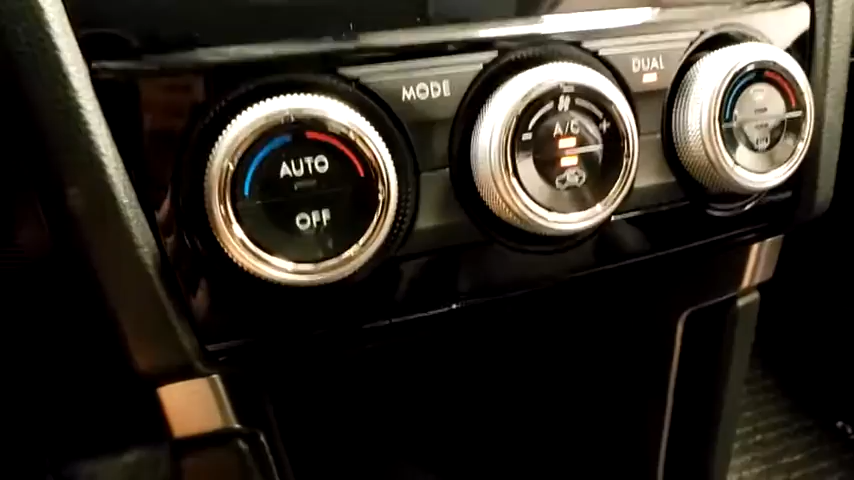 AUTO
OFF
MODE
- +
A/C
DUAL